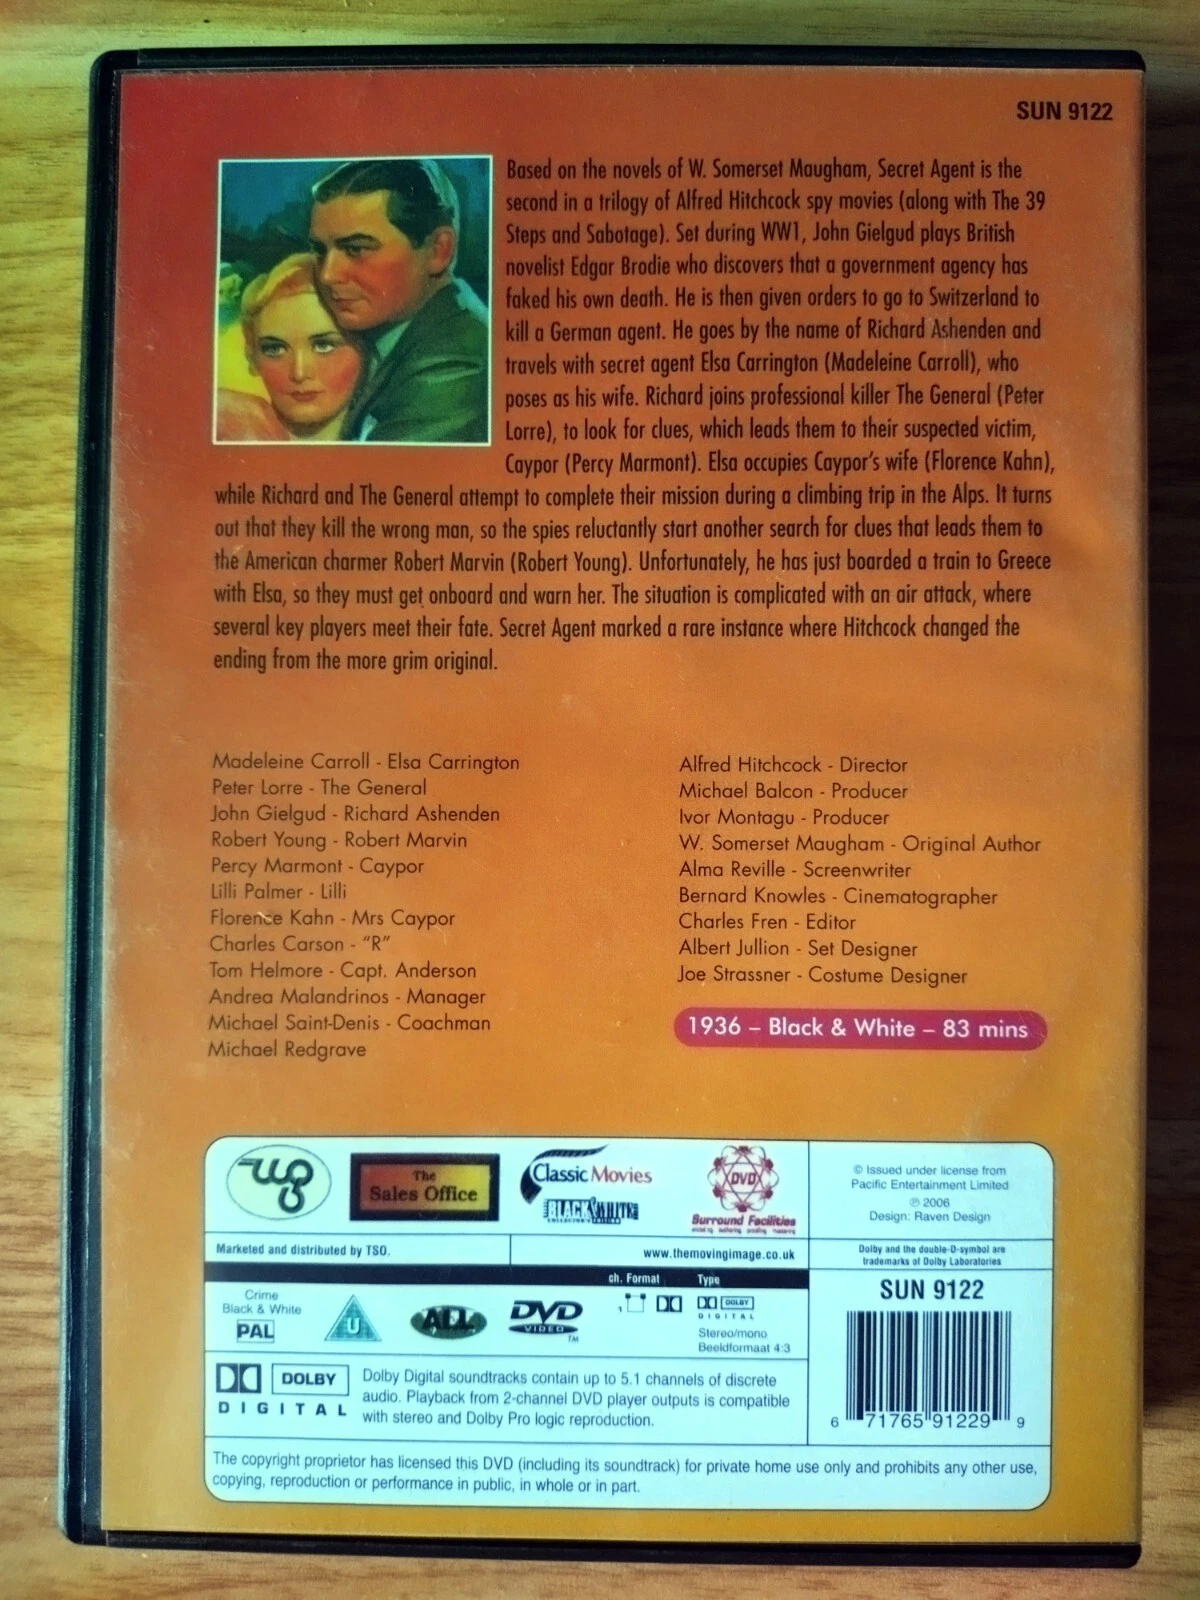 SUN 9122
Based on the novels of W. Somerset Maugham, Secret Agent is the
second in a trilogy of Alfred Hitchcock spy movies (along with The 39
Steps and Sabotage). Set during WW1, John Gielgud plays British
novelist Edgar Brodie who discovers that a government agency has
faked his own death. He is then given orders to go to Switzerland to
kill a German agent. He goes by the name of Richard Ashenden and
travels with secret agent Elsa Carrington (Madeleine Carroll), who
poses as his wife. Richard joins professional killer The General (Peter
Lorre), to look for clues, which leads them to their suspected victim,
Caypor (Percy Marmont). Elsa occupies Caypor's wife (Florence Kahn),
while Richard and The General attempt to complete their mission during a climbing trip in the Alps. It turns
out that they kill the wrong man, so the spies reluctantly start another search for clues that leads them to
the American charmer Robert Marvin (Robert Young). Unfortunately, he has just boarded a train to Greece
with Elsa, so they must get onboard and warn her. The situation is complicated with an air attack, where
several key players meet their fate. Secret Agent marked a rare instance where Hitchcock changed the
ending from the more grim original.
Madeleine Carroll - Elsa Carrington
Peter Lorre - The General
John Gielgud - Richard Ashenden
Robert Young - Robert Marvin
Percy Marmont - Caypor
Lilli Palmer - Lilli
Florence Kahn - Mrs Caypor
Charles Carson - "R"
Tom Helmore - Capt. Anderson
Andrea Malandrinos - Manager
Michael Saint-Denis - Coachman
Michael Redgrave
Alfred Hitchcock - Director
Michael Balcon - Producer
Ivor Montagu - Producer
W. Somerset Maugham - Original Author
Alma Reville - Screenwriter
Bernard Knowles - Cinematographer
Charles Fren - Editor
Albert Jullion - Set Designer
Joe Strassner - Costume Designer
1936 – Black & White – 83 mins
The
Sales Office
Classic Movies
BLACK & WHITE
COLLECTOR'S EDITION
DVD
Surround Facilities
encoding authoring proofing mastering
© Issued under license from
Pacific Entertainment Limited
℗ 2006
Design: Raven Design
Marketed and distributed by TSO.
www.themovingimage.co.uk
Dolby and the double-D-symbol are
trademarks of Dolby Laboratories
ch. Format
Type
Crime
Black & White
PAL
U
ALL
DVD
VIDEO
TM
1
DOLBY
DIGITAL
Stereo/mono
Beeldformaat 4:3
SUN 9122
DOLBY
DIGITAL
Dolby Digital soundtracks contain up to 5.1 channels of discrete
audio. Playback from 2-channel DVD player outputs is compatible
with stereo and Dolby Pro logic reproduction.
6 71765 91229 9
The copyright proprietor has licensed this DVD (including its soundtrack) for private home use only and prohibits any other use,
copying, reproduction or performance in public, in whole or in part.